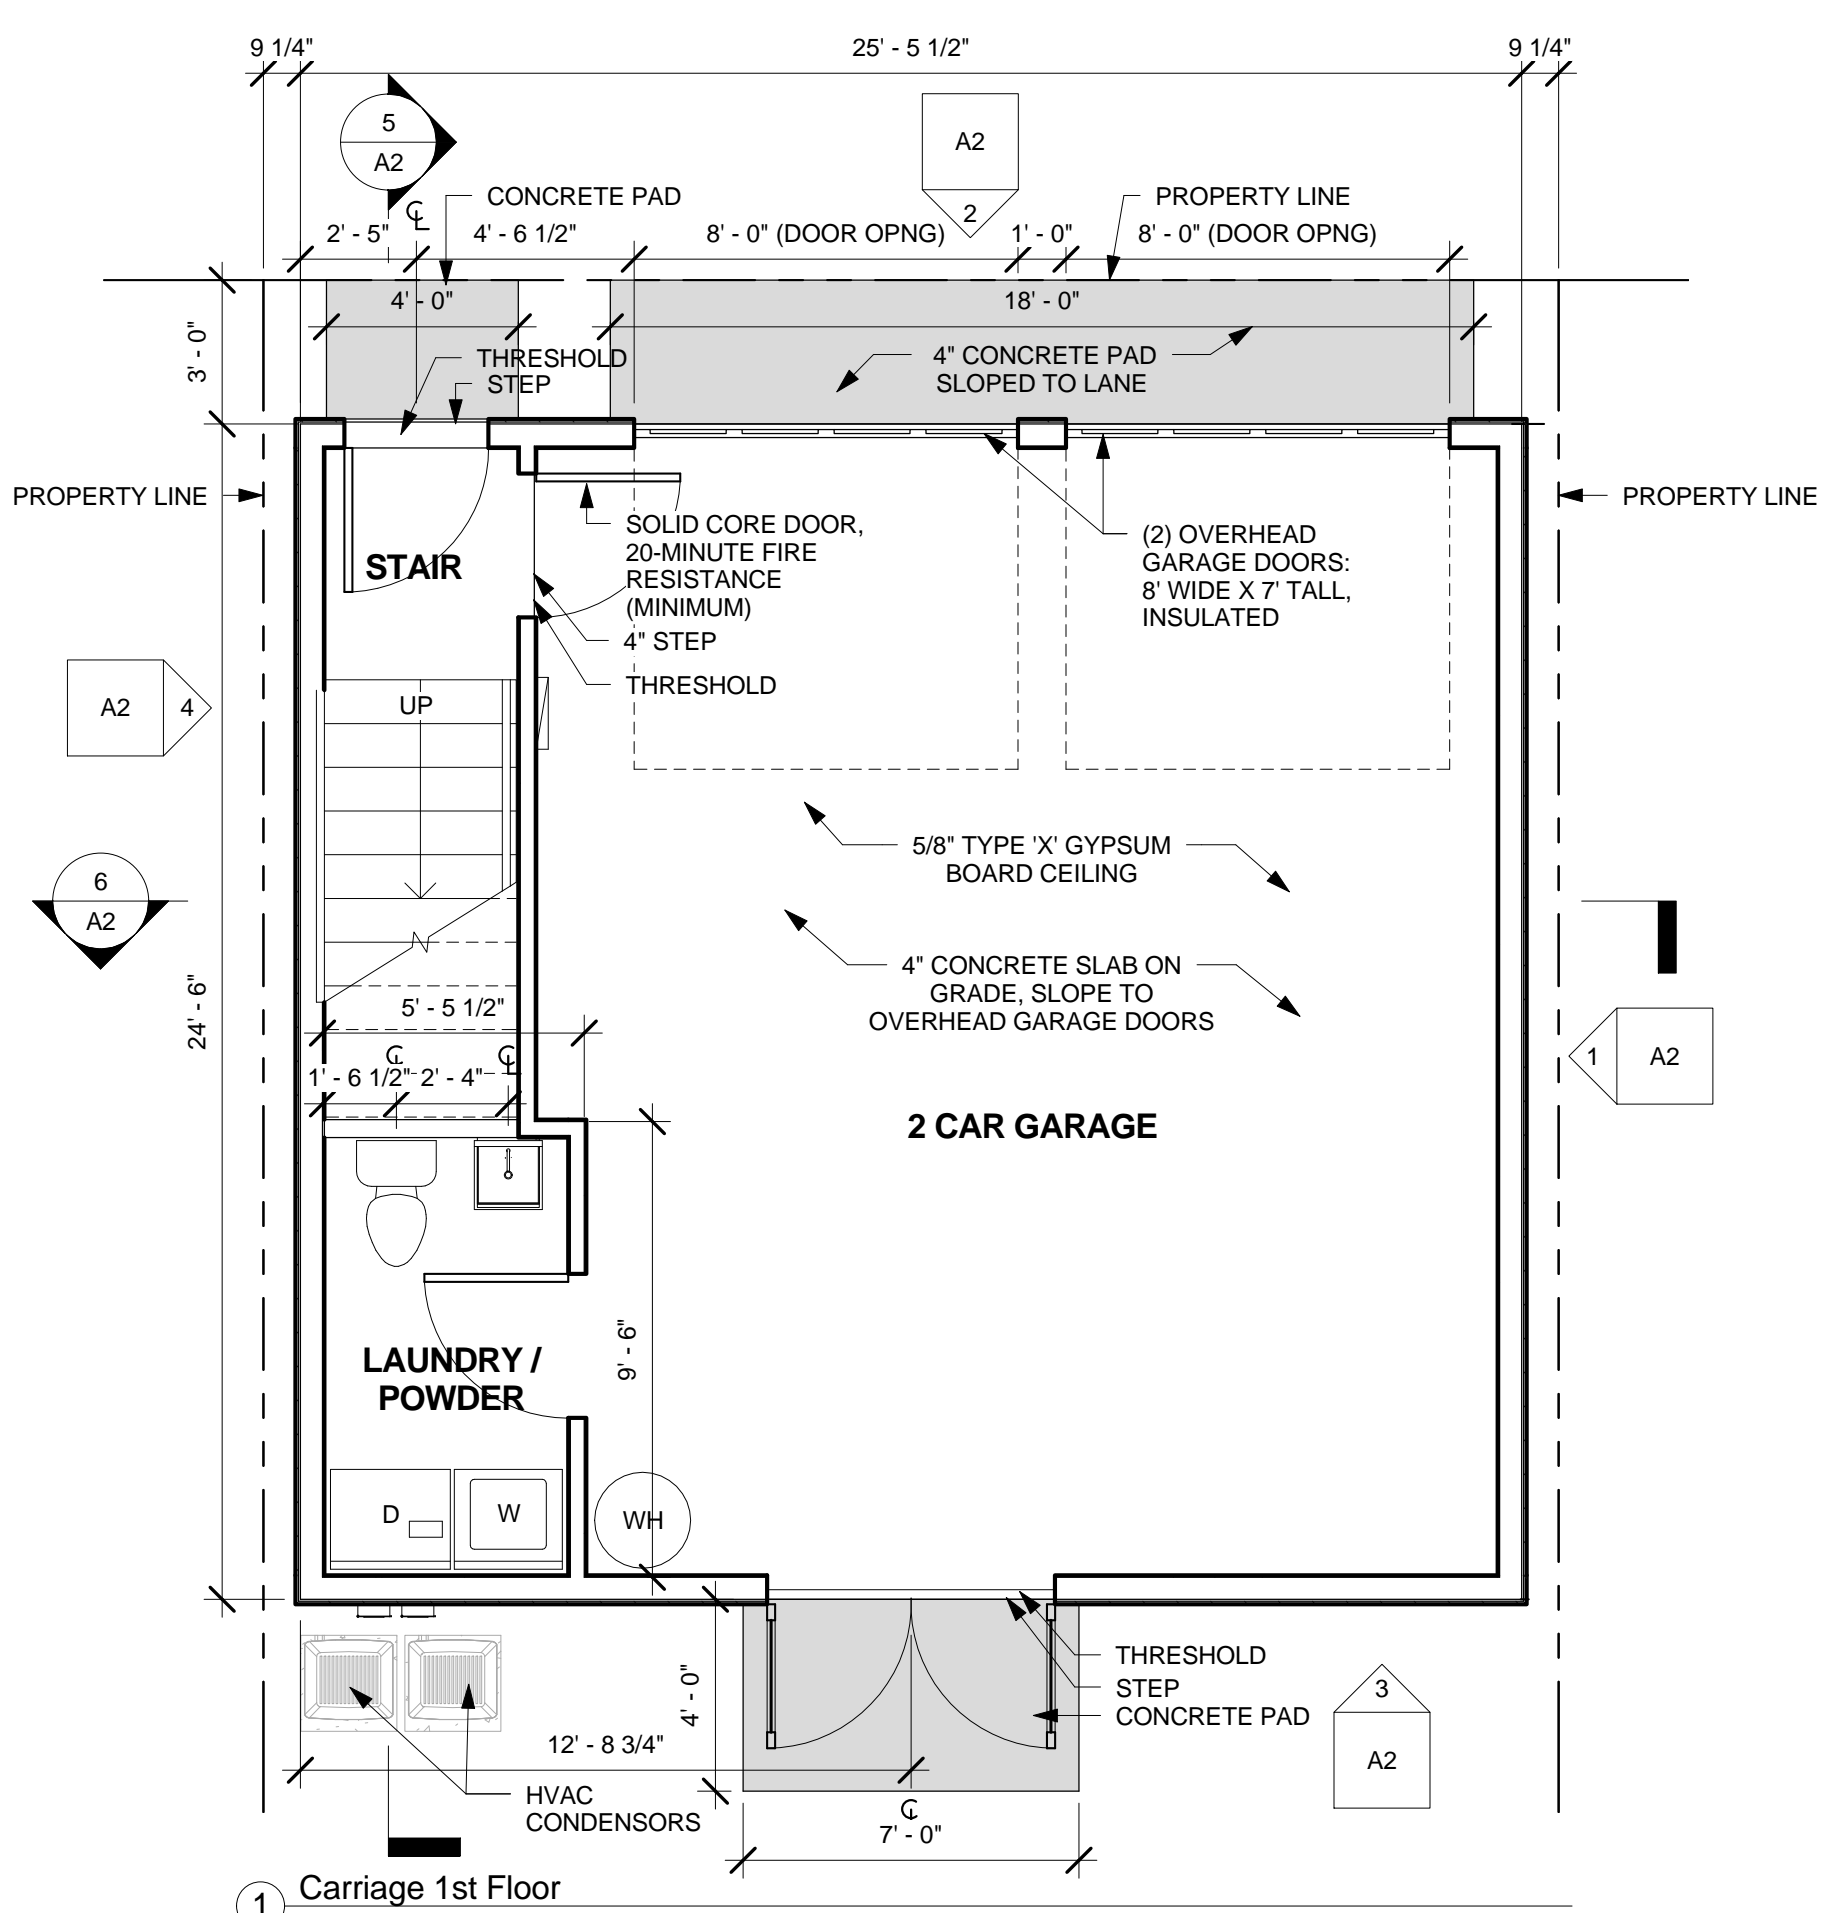 9 1/4"
25' - 5 1/2"
9 1/4"
5
A2
A2
2
CONCRETE PAD
PROPERTY LINE
2' - 5"
℄
4' - 6 1/2"
8' - 0" (DOOR OPNG)
1' - 0"
8' - 0" (DOOR OPNG)
4' - 0"
18' - 0"
3' - 0"
THRESHOLD
STEP
4" CONCRETE PAD
SLOPED TO LANE
PROPERTY LINE
PROPERTY LINE
STAIR
SOLID CORE DOOR,
20-MINUTE FIRE
RESISTANCE
(MINIMUM)
4" STEP
THRESHOLD
(2) OVERHEAD
GARAGE DOORS:
8' WIDE X 7' TALL,
INSULATED
A2
4
UP
5/8" TYPE 'X' GYPSUM
BOARD CEILING
6
A2
4" CONCRETE SLAB ON
GRADE, SLOPE TO
OVERHEAD GARAGE DOORS
24' - 6"
5' - 5 1/2"
℄
℄
1' - 6 1/2"
2' - 4"
1
A2
2 CAR GARAGE
9' - 6"
LAUNDRY /
POWDER
D
W
WH
THRESHOLD
STEP
CONCRETE PAD
4' - 0"
3
A2
12' - 8 3/4"
HVAC
CONDENSORS
℄
7' - 0"
1
Carriage 1st Floor